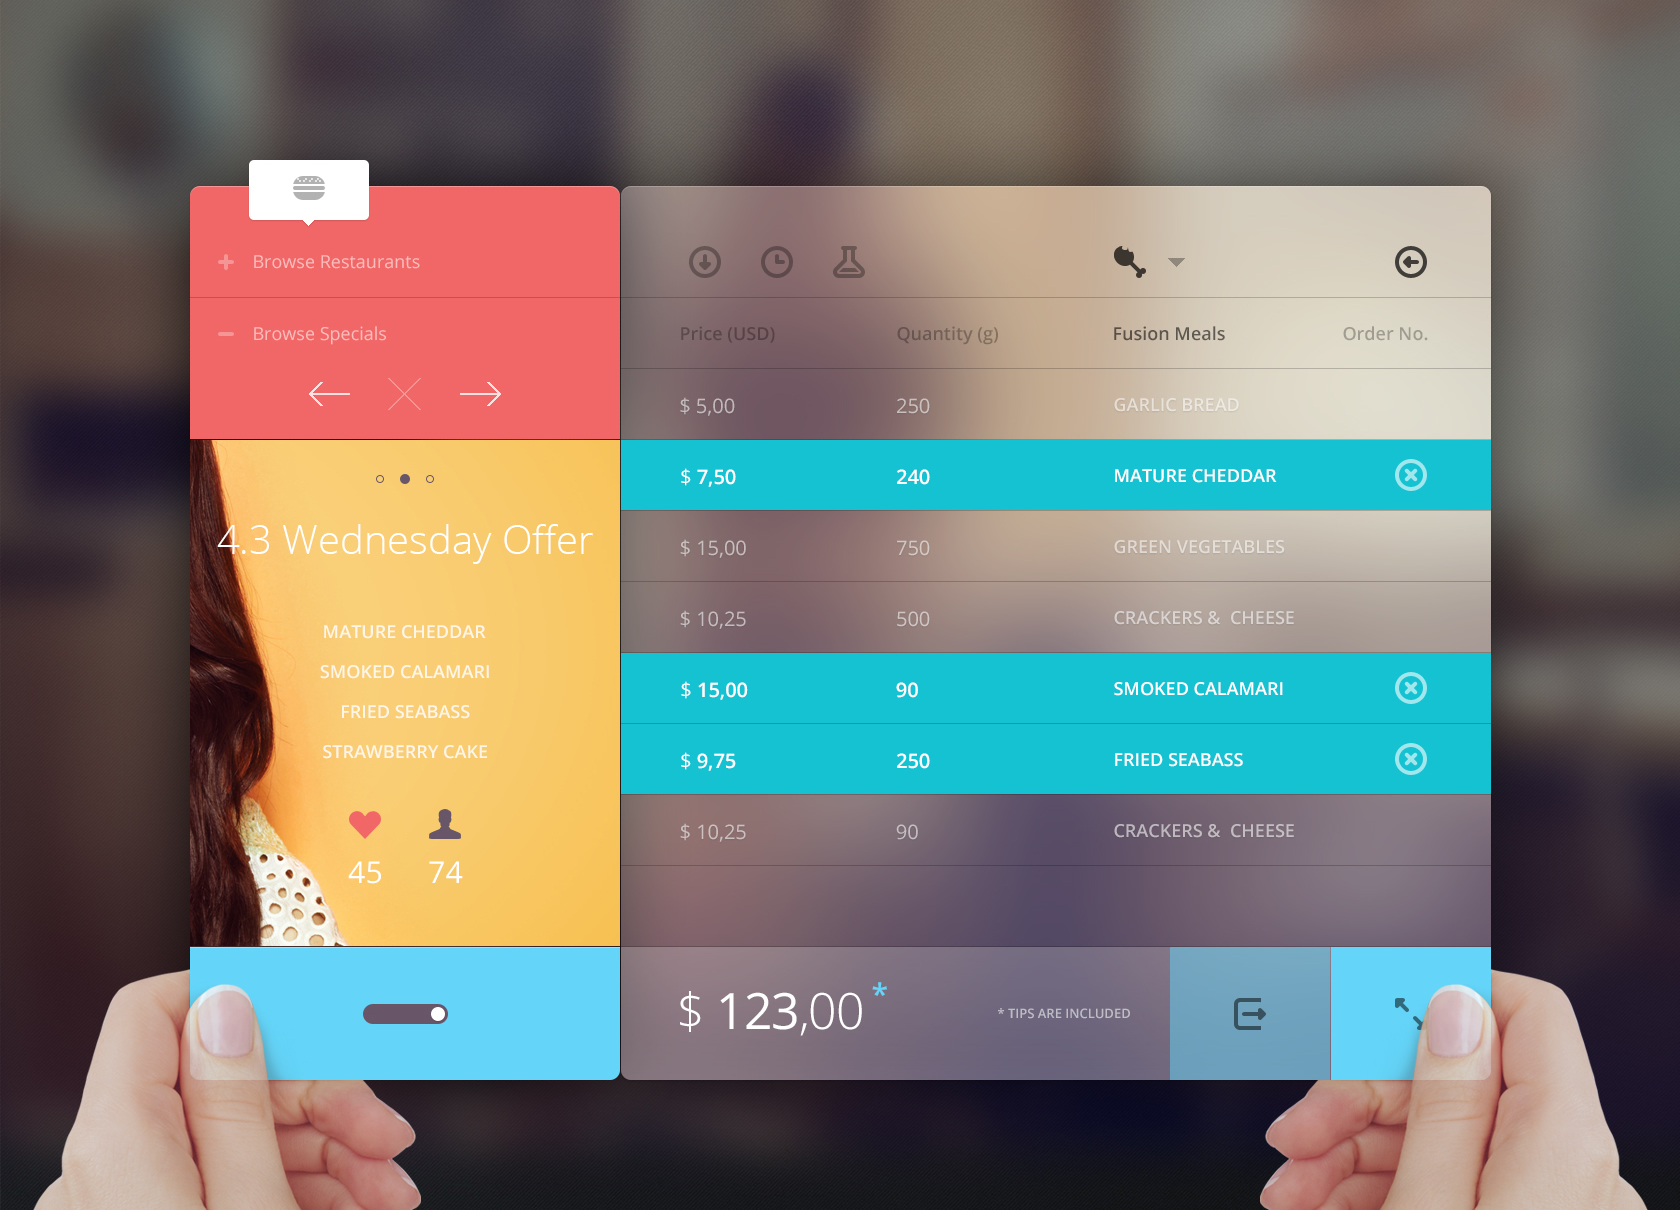 Browse Restaurants
Browse Specials
4.3 Wednesday Offer
MATURE CHEDDAR
SMOKED CALAMARI
FRIED SEABASS
STRAWBERRY CAKE
45 74
Price (USD) Quantity (g) Fusion Meals Order No.
$ 5,00 250 GARLIC BREAD
$ 7,50 240 MATURE CHEDDAR
$ 15,00 750 GREEN VEGETABLES
$ 10,25 500 CRACKERS & CHEESE
$ 15,00 90 SMOKED CALAMARI
$ 9,75 250 FRIED SEABASS
$ 10,25 90 CRACKERS & CHEESE
$ 123,00 * * TIPS ARE INCLUDED